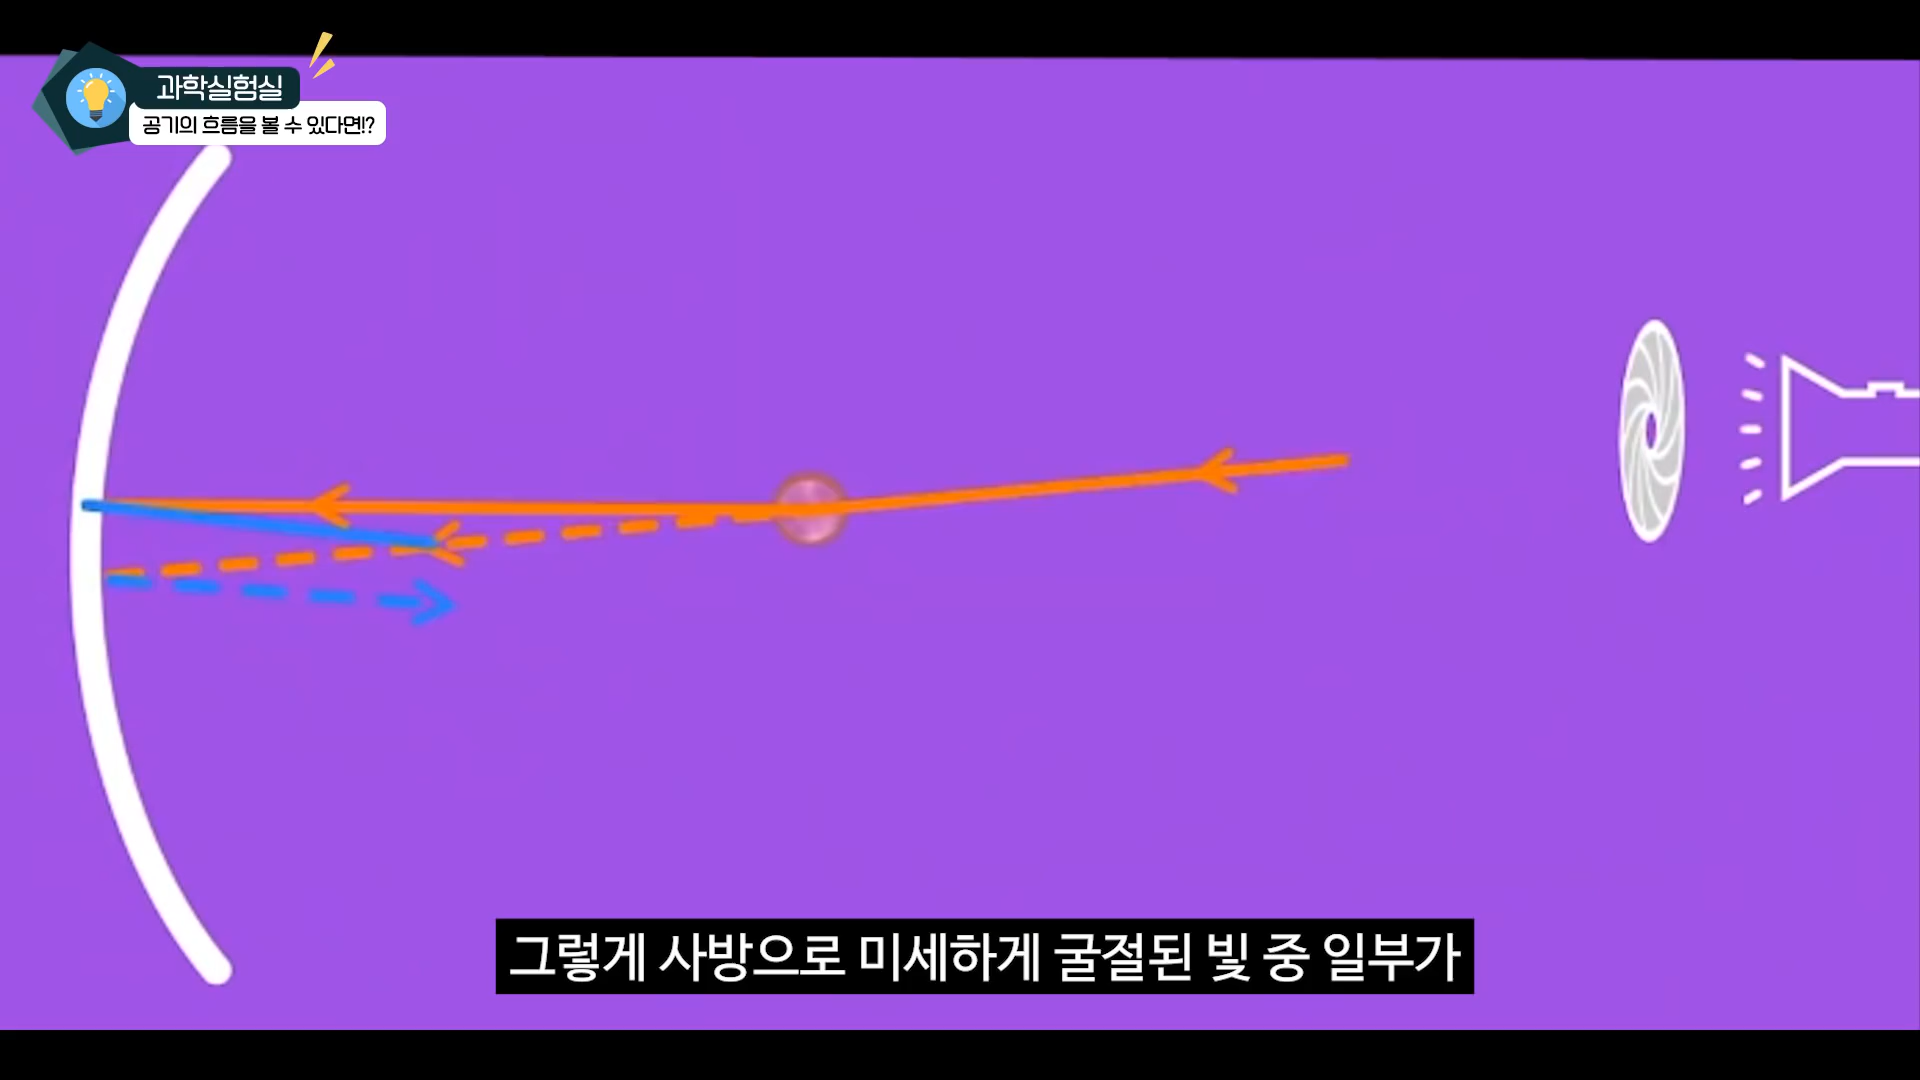 과학실험실
공기의 흐름을 볼 수 있다면!?
그렇게 사방으로 미세하게 굴절된 빛 중 일부가